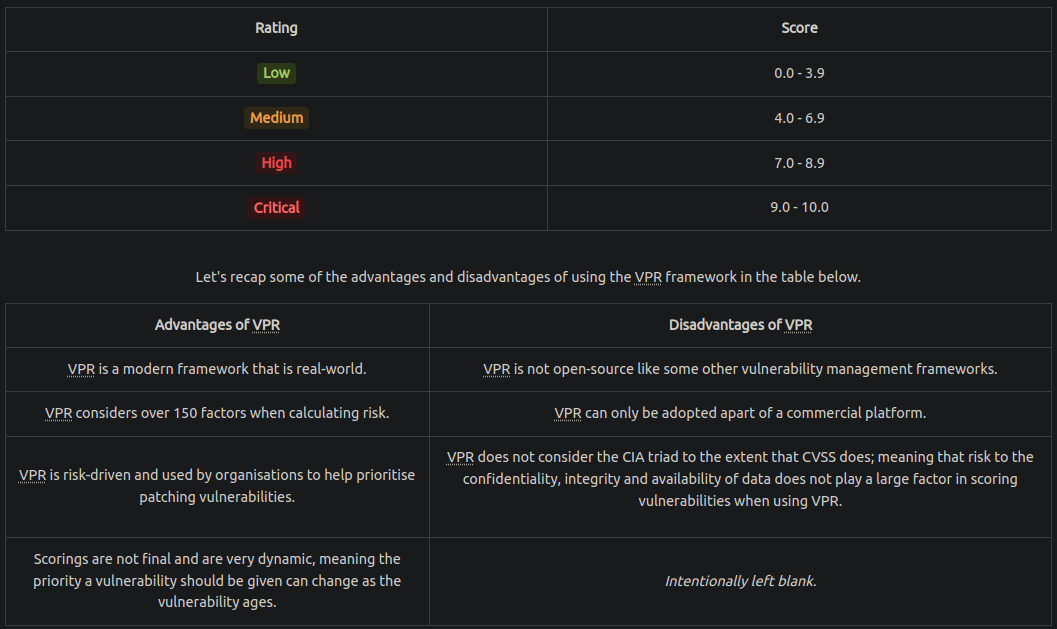 Rating Score
Low 0.0 - 3.9
Medium 4.0 - 6.9
High 7.0 - 8.9
Critical 9.0 - 10.0
Let's recap some of the advantages and disadvantages of using the VPR framework in the table below.
Advantages of VPR Disadvantages of VPR
VPR is a modern framework that is real-world. VPR is not open-source like some other vulnerability management frameworks.
VPR considers over 150 factors when calculating risk. VPR can only be adopted apart of a commercial platform.
VPR is risk-driven and used by organisations to help prioritise
patching vulnerabilities.
VPR does not consider the CIA triad to the extent that CVSS does; meaning that risk to the
confidentiality, integrity and availability of data does not play a large factor in scoring
vulnerabilities when using VPR.
Scorings are not final and are very dynamic, meaning the
priority a vulnerability should be given can change as the
vulnerability ages.
Intentionally left blank.